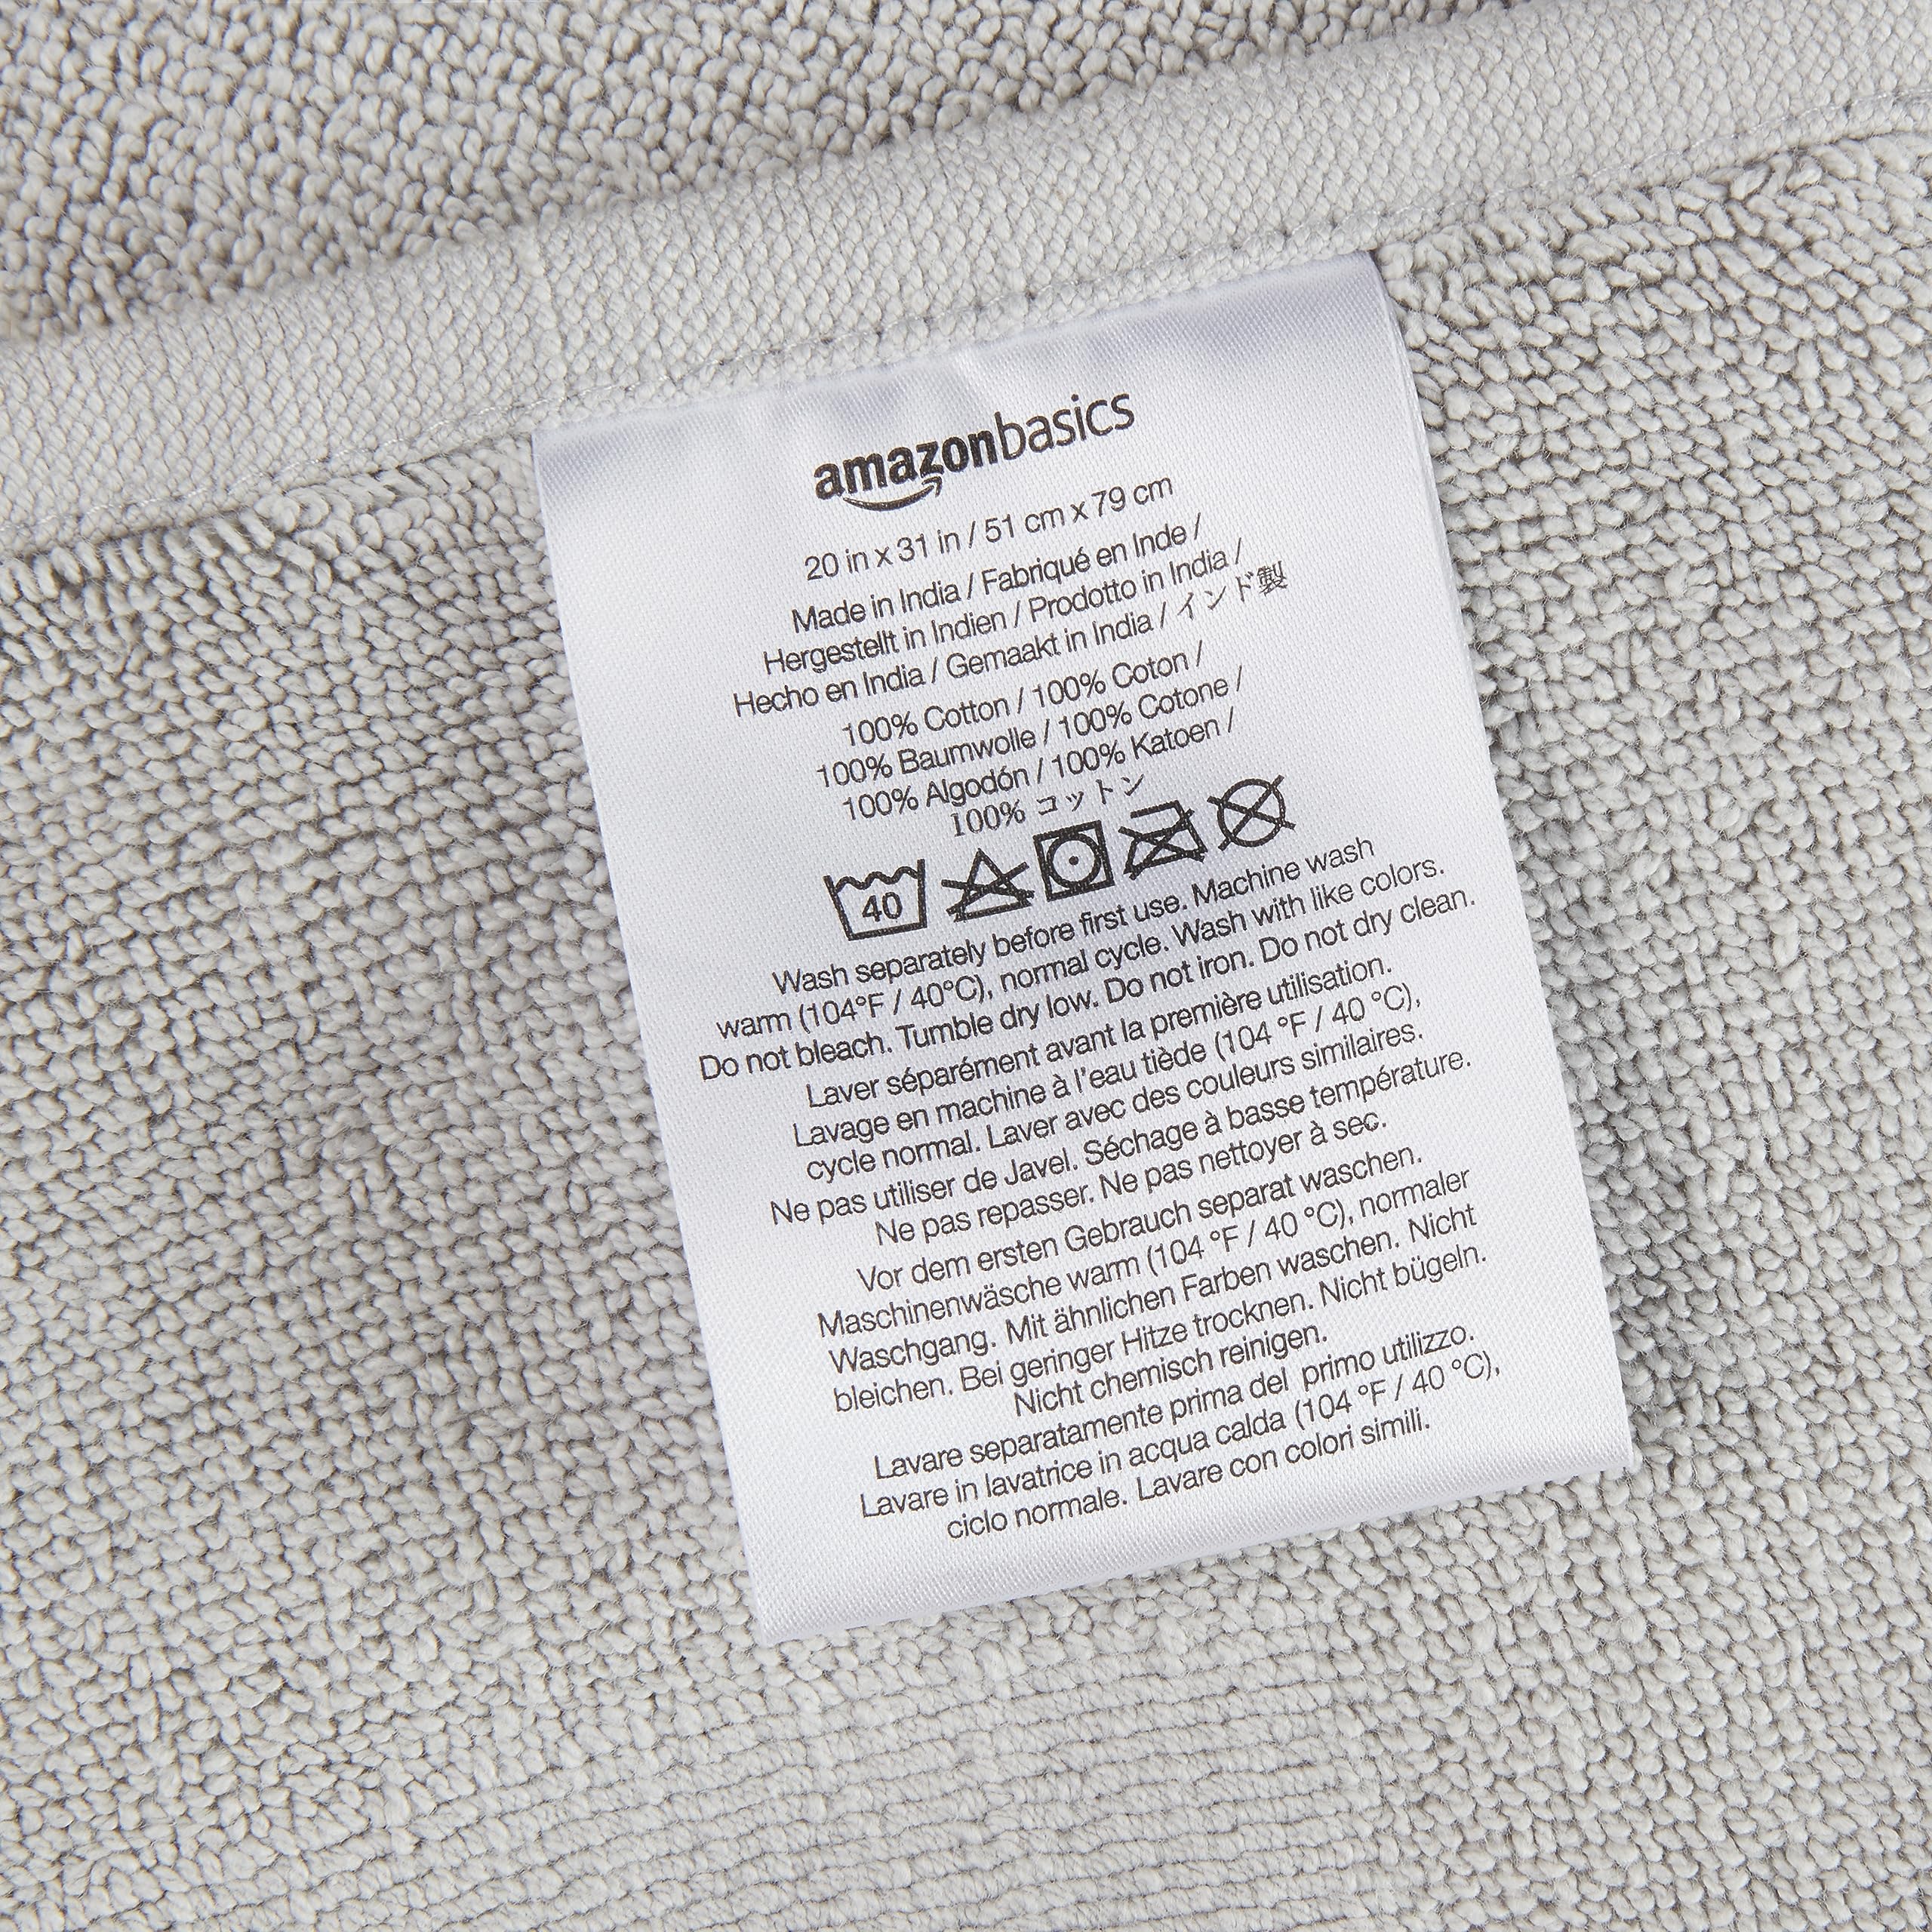 amazonbasics
20 in x 31 in / 51 cm x 79 cm
Made in India / Fabriqué en Inde /
Hergestellt in Indien / Prodotto in India /
Hecho en India / Gemaakt in India / インド製
100% Cotton / 100% Coton /
100% Baumwolle / 100% Cotone /
100% Algodón / 100% Katoen /
100% コットン
40
Wash separately before first use. Machine wash
warm (104°F / 40°C), normal cycle. Wash with like colors.
Do not bleach. Tumble dry low. Do not iron. Do not dry clean.
Laver séparément avant la première utilisation.
Lavage en machine à l'eau tiède (104 °F / 40 °C),
cycle normal. Laver avec des couleurs similaires.
Ne pas utiliser de Javel. Séchage à basse température.
Ne pas repasser. Ne pas nettoyer à sec.
Vor dem ersten Gebrauch separat waschen.
Maschinenwäsche warm (104 °F / 40 °C), normaler
Waschgang. Mit ähnlichen Farben waschen. Nicht
bleichen. Bei geringer Hitze trocknen. Nicht bügeln.
Nicht chemisch reinigen.
Lavare separatamente prima del primo utilizzo.
Lavare in lavatrice in acqua calda (104 °F / 40 °C),
ciclo normale. Lavare con colori simili.